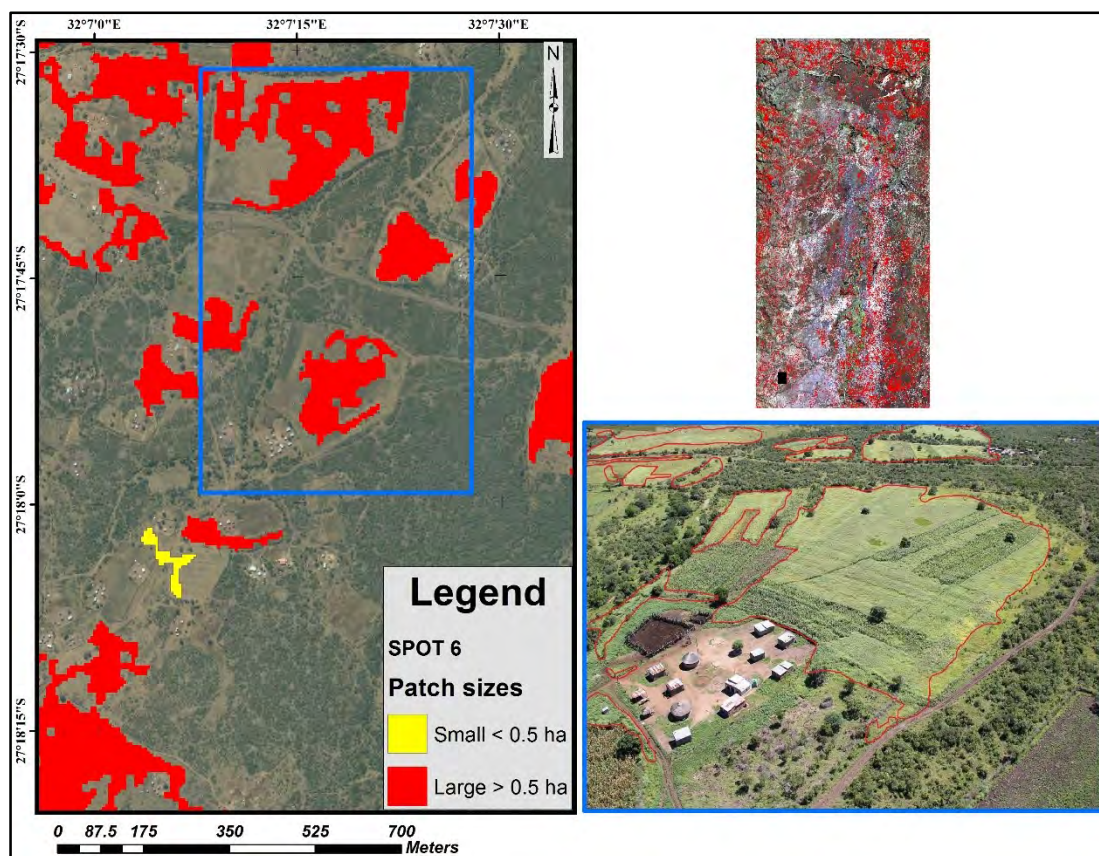 32°7'0"E
32°7'15"E
32°7'30"E
27°17'30"S
27°17'45"S
27°18'0"S
27°18'15"S
N
Legend
SPOT 6
Patch sizes
Small < 0.5 ha
Large > 0.5 ha
0 87.5 175 350 525 700
Meters